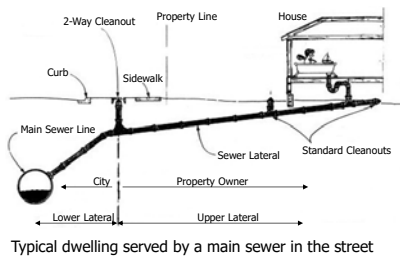 Property Line
House
2-Way Cleanout
Curb
Sidewalk
Main Sewer Line
Sewer Lateral
Standard Cleanouts
City
Property Owner
Lower Lateral
Upper Lateral
Typical dwelling served by a main sewer in the street